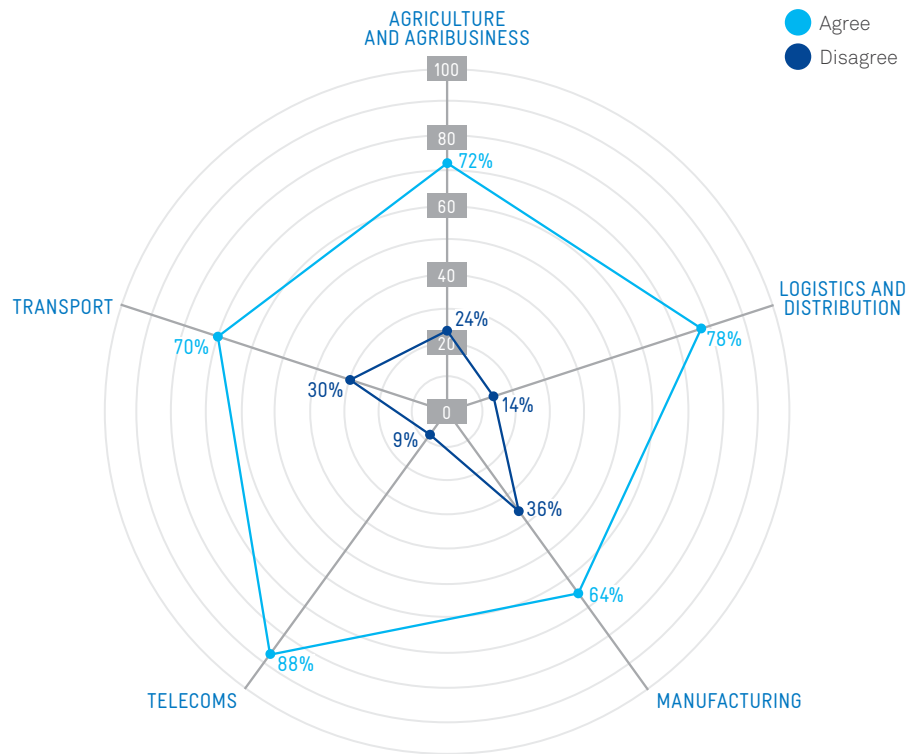 AGRICULTURE
AND AGRIBUSINESS
Agree
Disagree
100
80
72%
60
40
LOGISTICS AND
DISTRIBUTION
TRANSPORT
24%
78%
70%
20
30%
14%
0
9%
36%
64%
88%
TELECOMS
MANUFACTURING